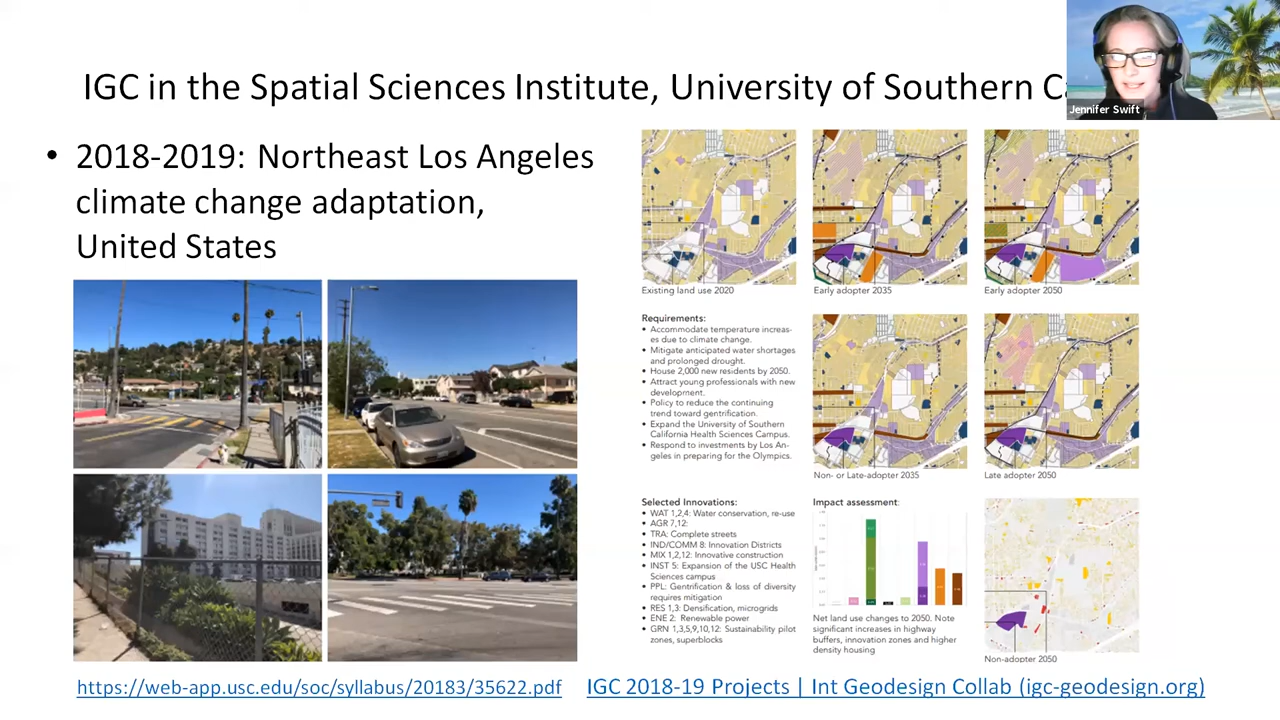 IGC in the Spatial Sciences Institute, University of Southern
Jennifer Swift
• 2018-2019: Northeast Los Angeles
climate change adaptation,
United States
Existing land use 2020
Early adopter 2035
Early adopter 2050
Requirements:
• Accommodate temperature increas-
es due to climate change.
• Mitigate anticipated water shortages
and prolonged drought.
• House 2,000 new residents by 2050.
• Attract young professionals with new
development.
• Policy to reduce the continuing
trend toward gentrification.
• Expand the University of Southern
California Health Sciences Campus.
• Respond to investments by Los An-
geles in preparing for the Olympics.
Non- or Late-adopter 2035
Late adopter 2050
Selected Innovations:
• WAT 1,2,4: Water conservation, re-use
• AGR 7,12:
• TRA: Complete streets
• IND/COMM 8: Innovation Districts
• MIX 1,2,12: Innovative construction
• INST 5: Expansion of the USC Health
Sciences campus
• PPL: Gentrification & loss of diversity
requires mitigation
• RES 1,3: Densification, microgrids
• ENE 2: Renewable power
• GRN 1,3,5,9,10,12: Sustainability pilot
zones, superblocks
Impact assessment:
Net land use changes to 2050. Note
significant increases in highway
buffers, innovation zones and higher
density housing
Non-adopter 2050
https://web-app.usc.edu/soc/syllabus/20183/35622.pdf
IGC 2018-19 Projects | Int Geodesign Collab (igc-geodesign.org)